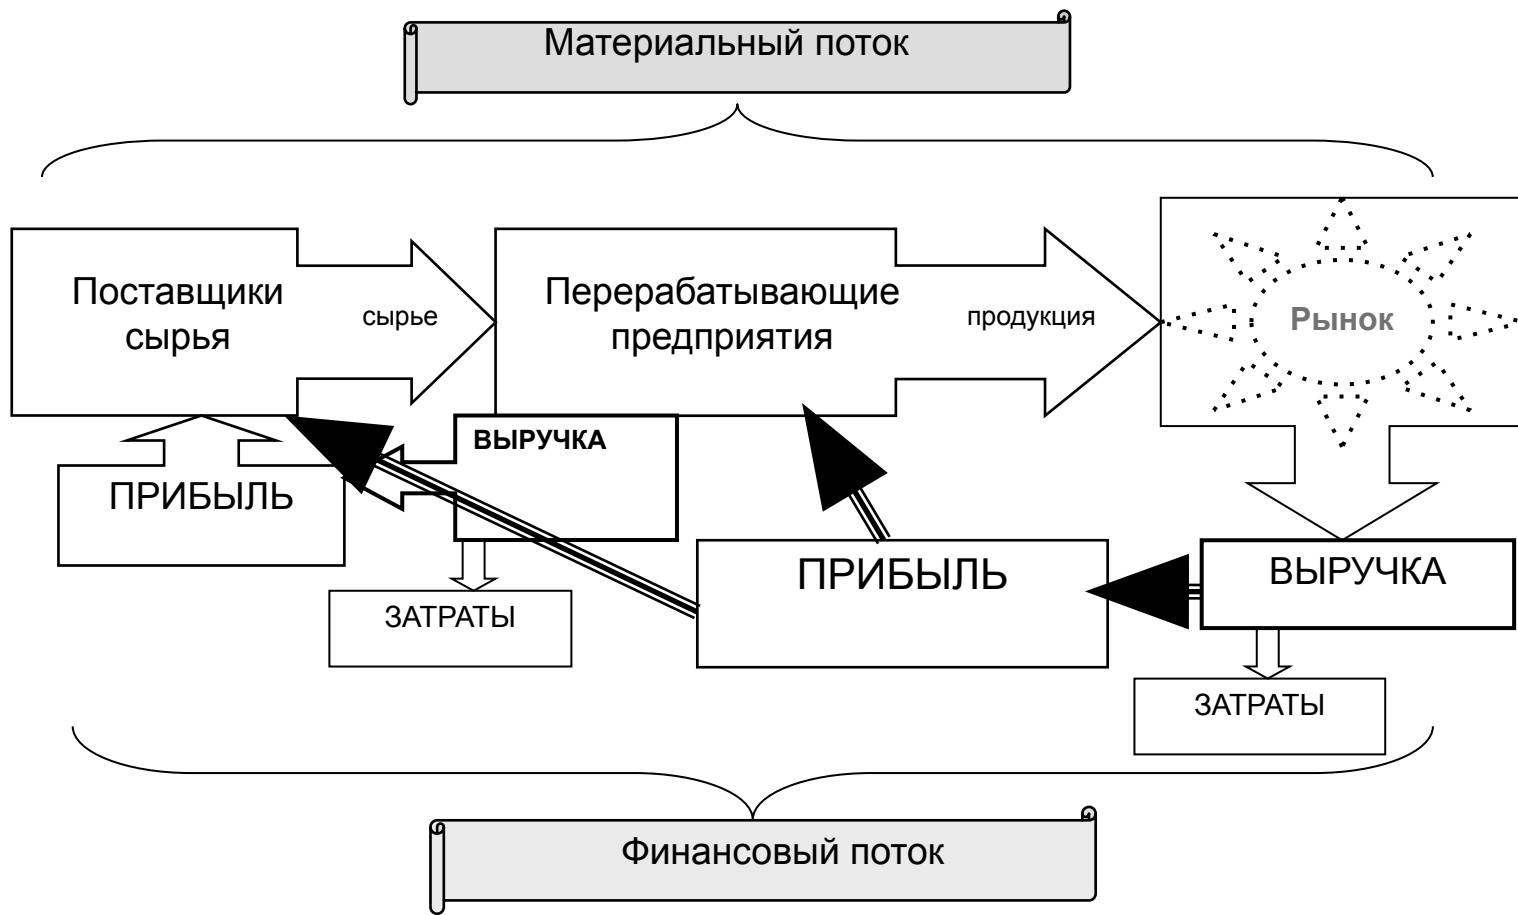 Материальный поток
Поставщики
сырья
сырье
Перерабатывающие
предприятия
продукция
Рынок
ВЫРУЧКА
ПРИБЫЛЬ
ПРИБЫЛЬ
ВЫРУЧКА
ЗАТРАТЫ
ЗАТРАТЫ
Финансовый поток